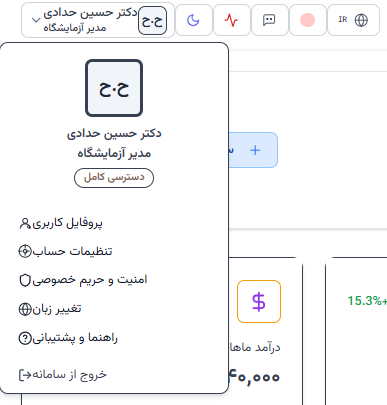 دکتر حسین حدادی
مدیر آزمایشگاه
ح.ح
IR
ح.ح
دکتر حسین حدادی
مدیر آزمایشگاه
دسترسی کامل
پروفایل کاربری
تنظیمات حساب
امنیت و حریم خصوصی
تغییر زبان
راهنما و پشتیبانی
خروج از سامانه
+
$
15.3%+
درآمد ماها
۴۰,۰۰۰